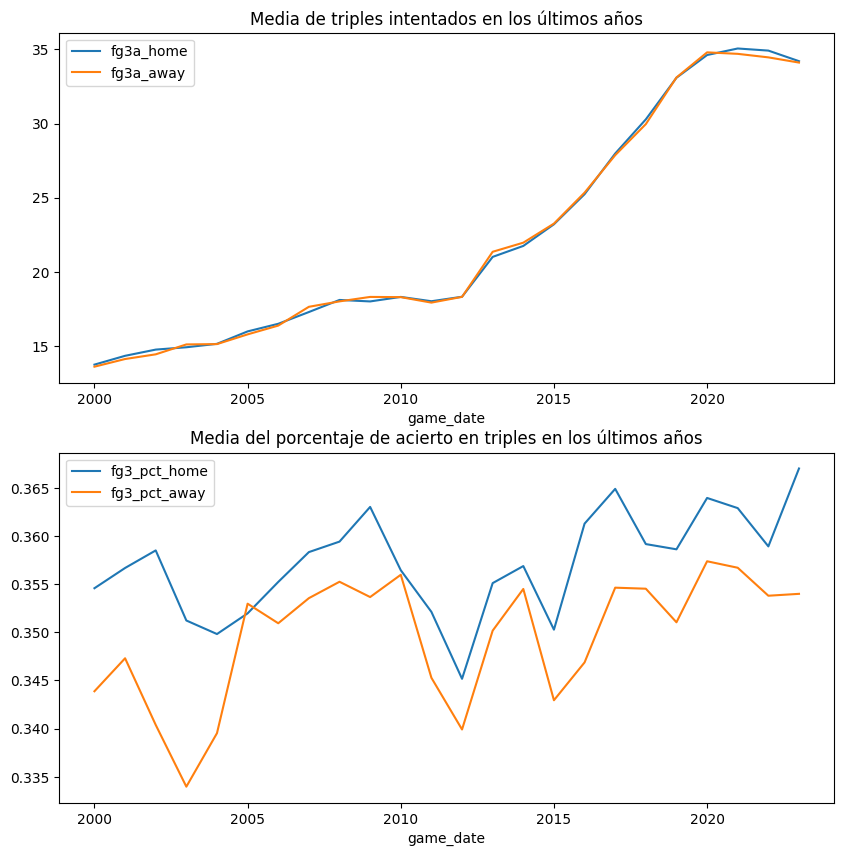 Media de triples intentados en los últimos años
fg3a_home
fg3a_away
35
30
25
20
15
2000 2005 2010 2015 2020
game_date
Media del porcentaje de acierto en triples en los últimos años
fg3_pct_home
fg3_pct_away
0.365
0.360
0.355
0.350
0.345
0.340
0.335
2000 2005 2010 2015 2020
game_date